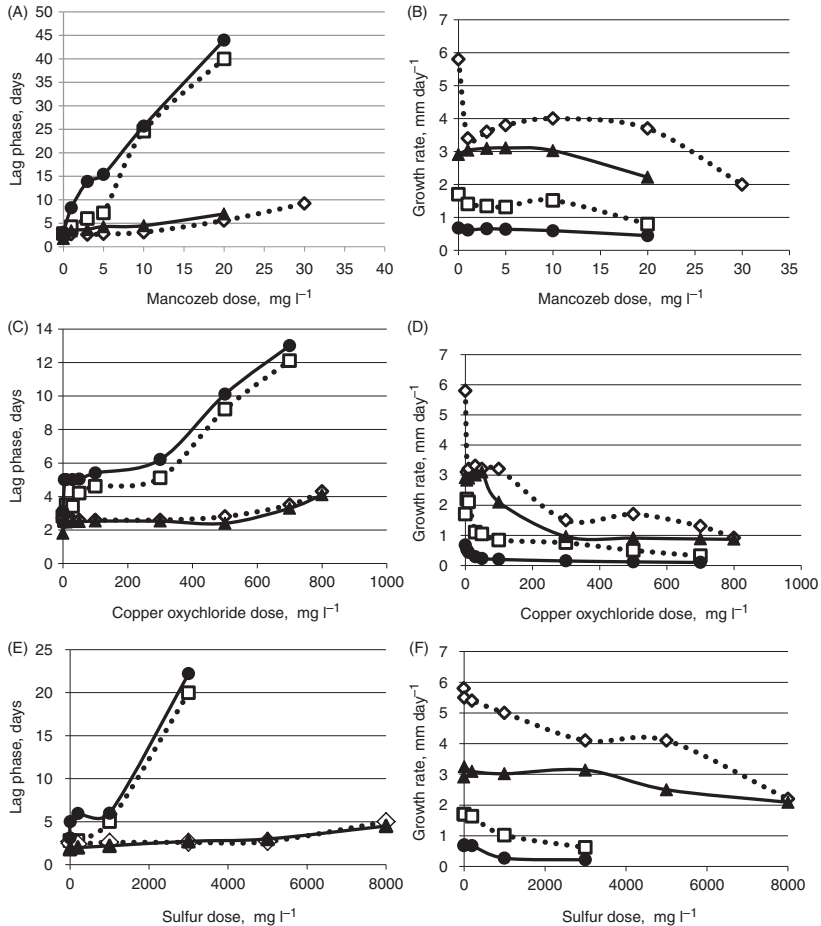 (A)
50
45
40
35
30
25
20
15
10
5
0
Lag phase, days
0 5 10 15 20 25 30 35 40
Mancozeb dose, mg l⁻¹
(B)
7
6
5
4
3
2
1
0
Growth rate, mm day⁻¹
0 5 10 15 20 25 30 35
Mancozeb dose, mg l⁻¹
(C)
14
12
10
8
6
4
2
0
Lag phase, days
0 200 400 600 800 1000
Copper oxychloride dose, mg l⁻¹
(D)
7
6
5
4
3
2
1
0
Growth rate, mm day⁻¹
0 200 400 600 800 1000
Copper oxychloride dose, mg l⁻¹
(E)
25
20
15
10
5
0
Lag phase, days
0 2000 4000 6000 8000
Sulfur dose, mg l⁻¹
(F)
7
6
5
4
3
2
1
0
Growth rate, mm day⁻¹
0 2000 4000 6000 8000
Sulfur dose, mg l⁻¹